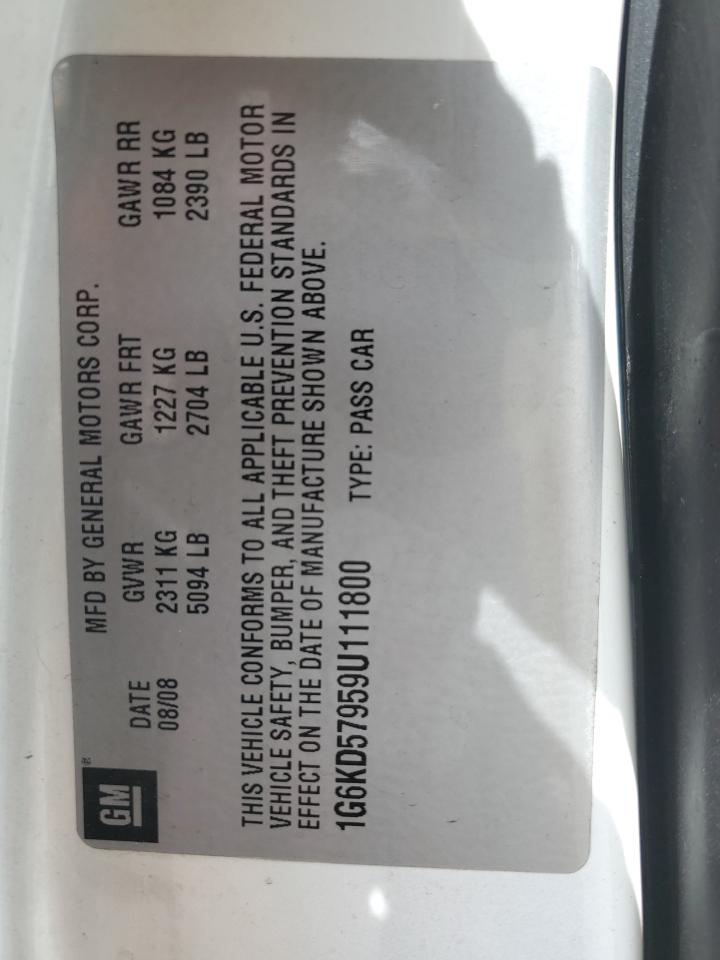 GM ®
MFD BY GENERAL MOTORS CORP.
DATE GVWR GAWR FRT GAWR RR
08/08 2311 KG 1227 KG 1084 KG
5094 LB 2704 LB 2390 LB
THIS VEHICLE CONFORMS TO ALL APPLICABLE U.S. FEDERAL MOTOR
VEHICLE SAFETY, BUMPER, AND THEFT PREVENTION STANDARDS IN
EFFECT ON THE DATE OF MANUFACTURE SHOWN ABOVE.
1G6KD57959U111800 TYPE: PASS CAR